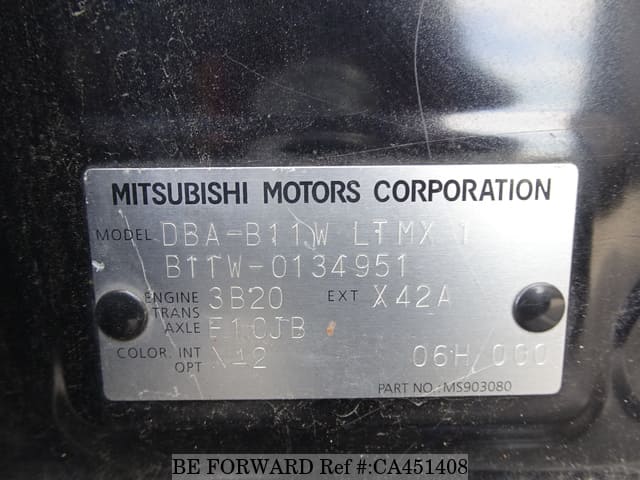 MITSUBISHI MOTORS CORPORATION
MODEL DBA-B11W LTMX 1
B11W-0134951
ENGINE 3B20 EXT X42A
TRANS AXLE F1CJB
COLOR. INT OPT 12 06H/000
PART NO. MS903080
BE FORWARD Ref #:CA451408